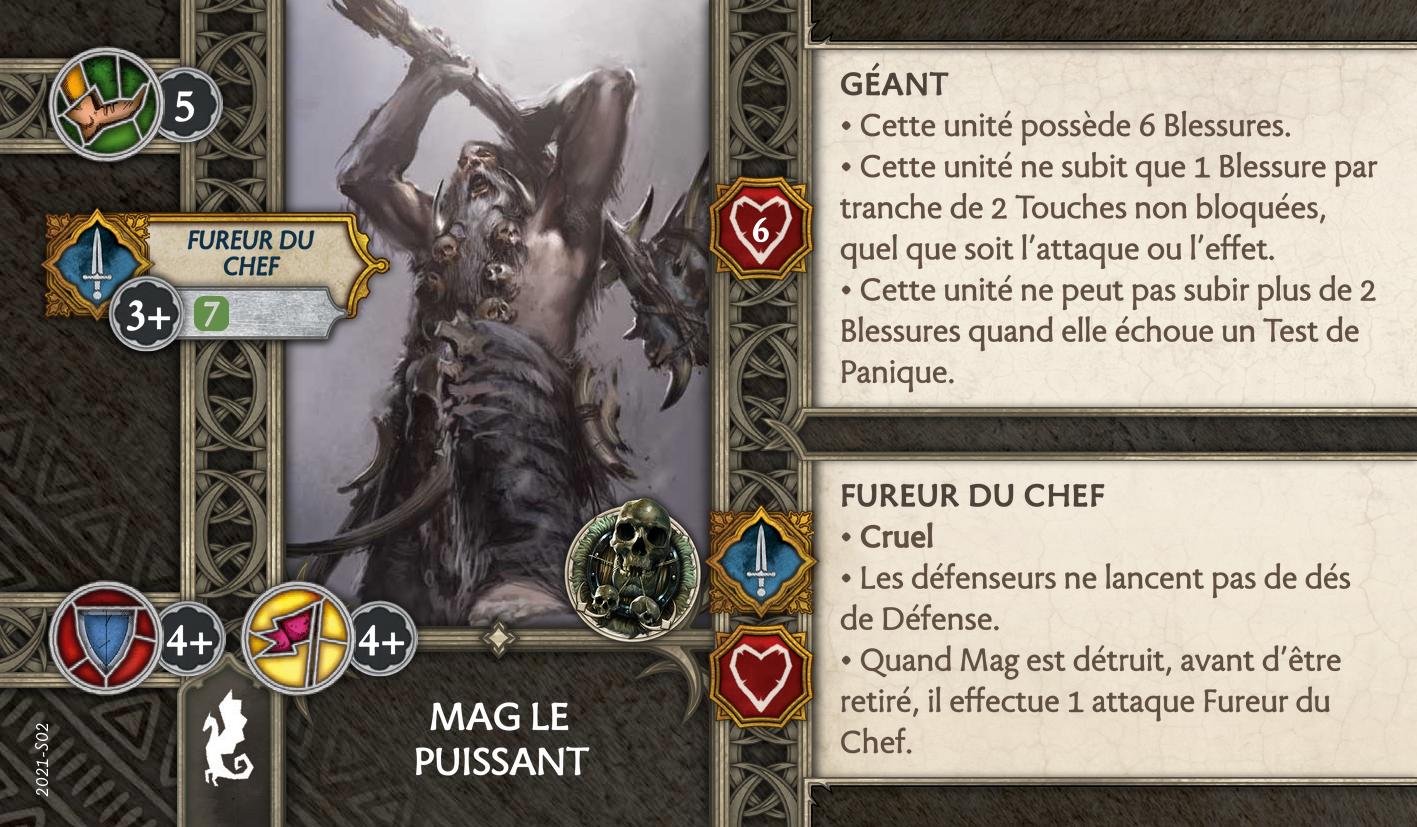 5
FUREUR DU
CHEF
3+
7
4+
4+
MAG LE
PUISSANT
2021-S02
6
GÉANT
• Cette unité possède 6 Blessures.
• Cette unité ne subit que 1 Blessure par
tranche de 2 Touches non bloquées,
quel que soit l'attaque ou l'effet.
• Cette unité ne peut pas subir plus de 2
Blessures quand elle échoue un Test de
Panique.
FUREUR DU CHEF
• Cruel
• Les défenseurs ne lancent pas de dés
de Défense.
• Quand Mag est détruit, avant d'être
retiré, il effectue 1 attaque Fureur du
Chef.